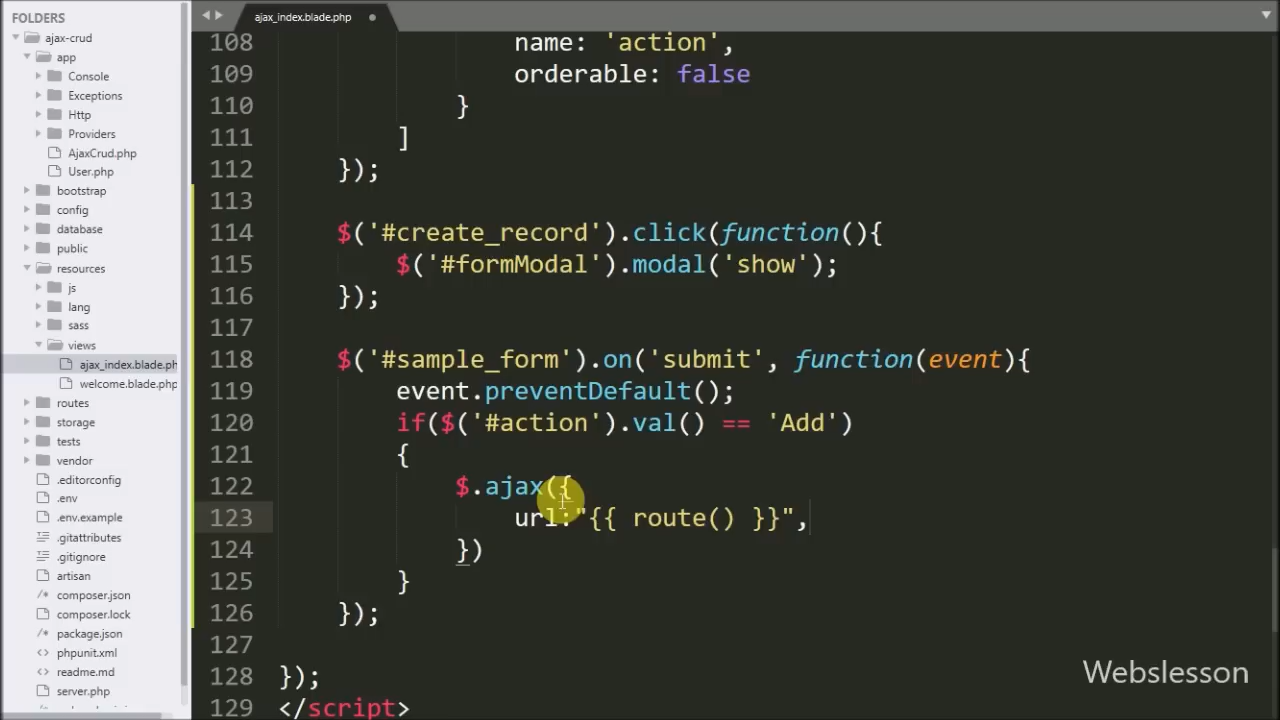 FOLDERS
ajax-crud
app
Console
Exceptions
Http
Providers
AjaxCrud.php
User.php
bootstrap
config
database
public
resources
js
lang
sass
views
ajax_index.blade.ph
welcome.blade.php
routes
storage
tests
vendor
.editorconfig
.env
.env.example
.gitattributes
.gitignore
artisan
composer.json
composer.lock
package.json
phpunit.xml
readme.md
server.php
ajax_index.blade.php
108 name: 'action',
109 orderable: false
110 }
111 ]
112 });
113
114 $('#create_record').click(function(){
115 $('#formModal').modal('show');
116 });
117
118 $('#sample_form').on('submit', function(event){
119 event.preventDefault();
120 if($('#action').val() == 'Add')
121 {
122 $.ajax({
123 url:"{{ route() }}",
124 })
125 }
126 });
127
128 });
129 </script>
Webslesson